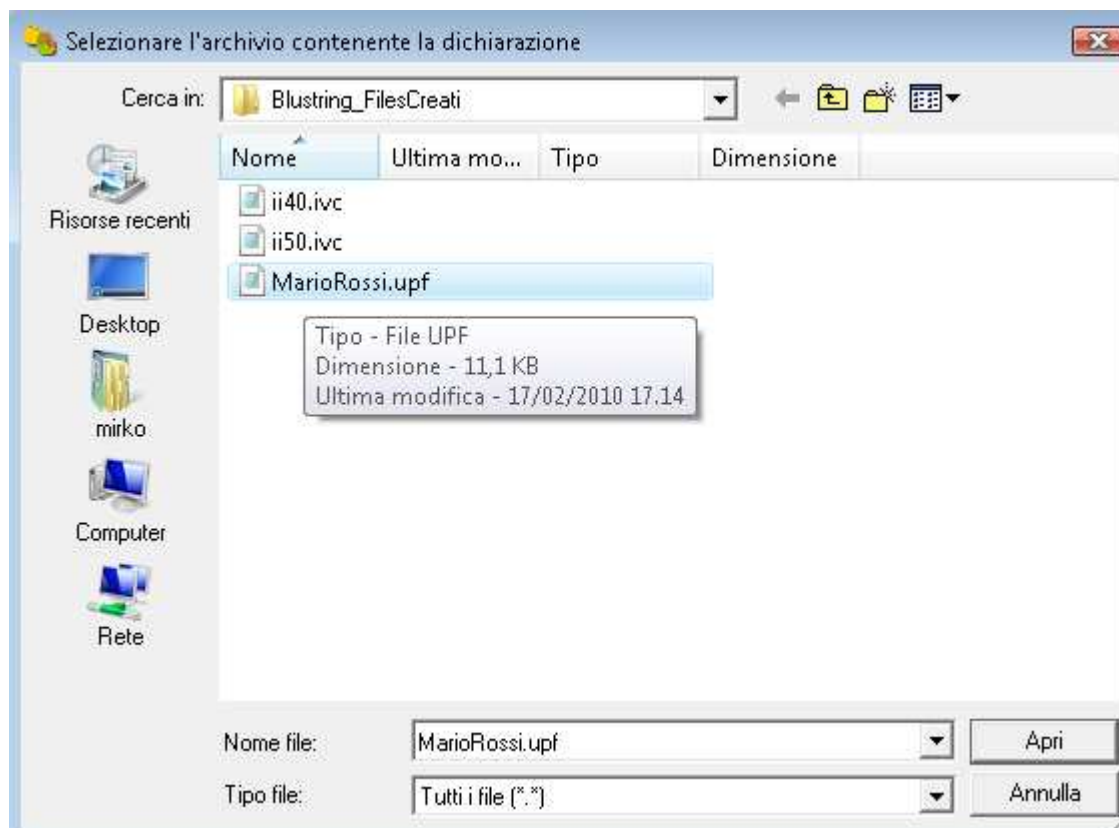 Selezionare l'archivio contenente la dichiarazione
Cerca in: Blustring_FilesCreati
Nome Ultima mo... Tipo Dimensione
ii40.ivc
ii50.ivc
MarioRossi.upf
Tipo - File UPF
Dimensione - 11,1 KB
Ultima modifica - 17/02/2010 17.14
Risorse recenti
Desktop
mirko
Computer
Rete
Nome file: MarioRossi.upf Apri
Tipo file: Tutti i file (*.*) Annulla